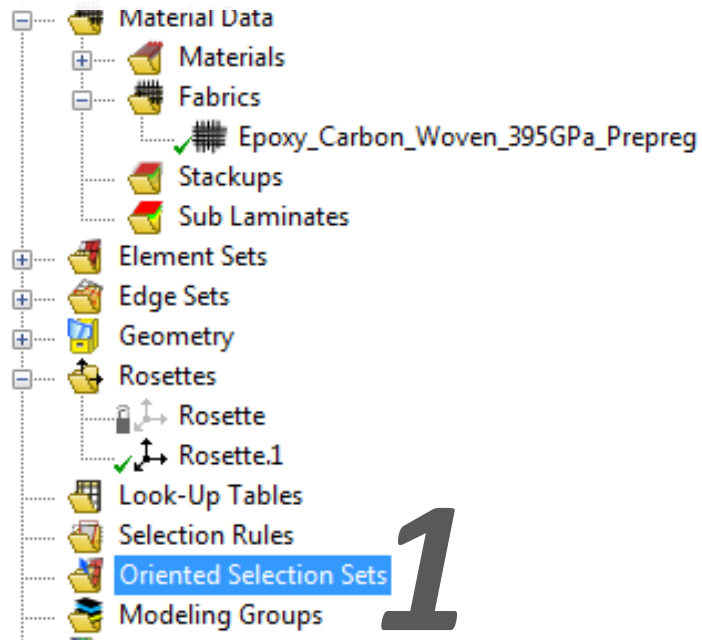 Material Data
Materials
Fabrics
Epoxy_Carbon_Woven_395GPa_Prepreg
Stackups
Sub Laminates
Element Sets
Edge Sets
Geometry
Rosettes
Rosette
Rosette.1
Look-Up Tables
Selection Rules
Oriented Selection Sets
1
Modeling Groups